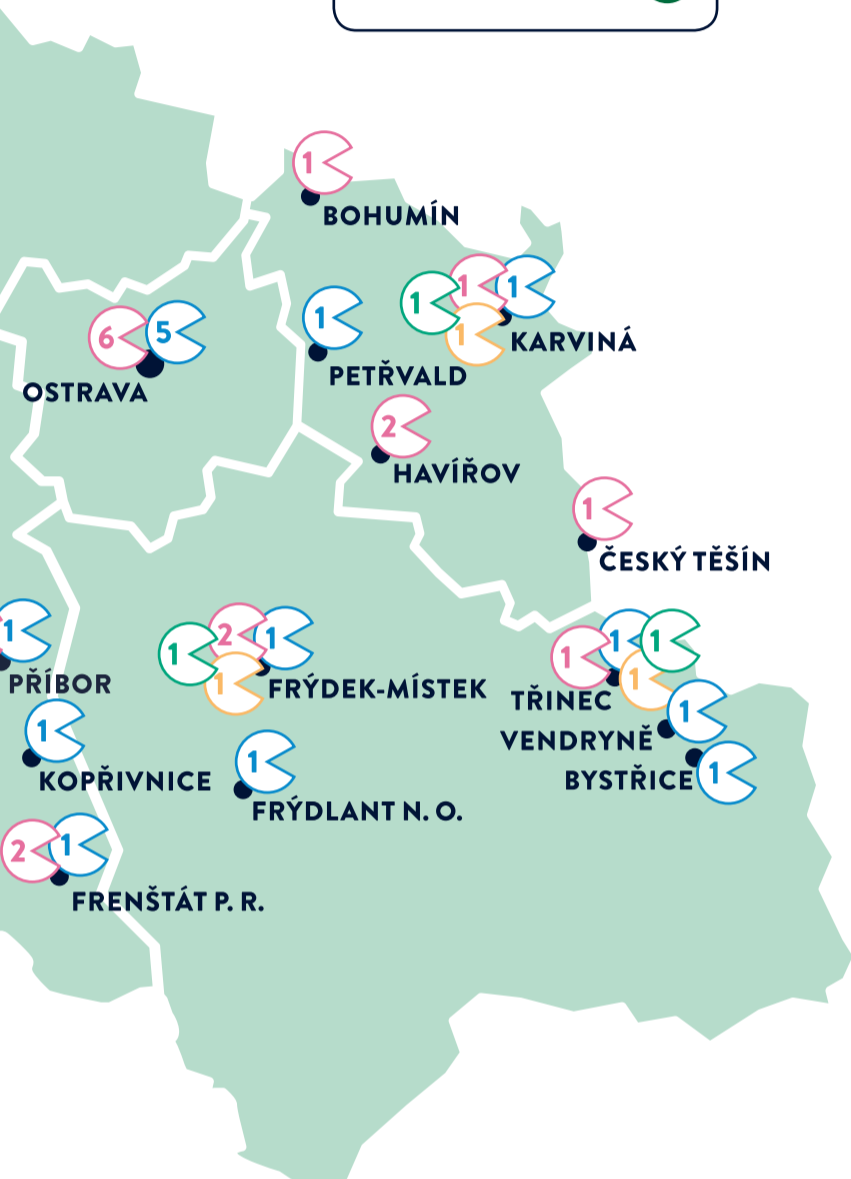 1
BOHUMÍN
1
1
1
1
1
KARVINÁ
6
5
OSTRAVA
1
PETŘVALD
2
HAVÍŘOV
1
ČESKÝ TĚŠÍN
1
PŘÍBOR
1
2
1
1
FRÝDEK-MÍSTEK
1
1
1
1
TŘINEC
1
VENDRYNĚ
1
BYSTŘICE
1
KOPŘIVNICE
1
FRÝDLANT N. O.
2
1
FRENŠTÁT P. R.